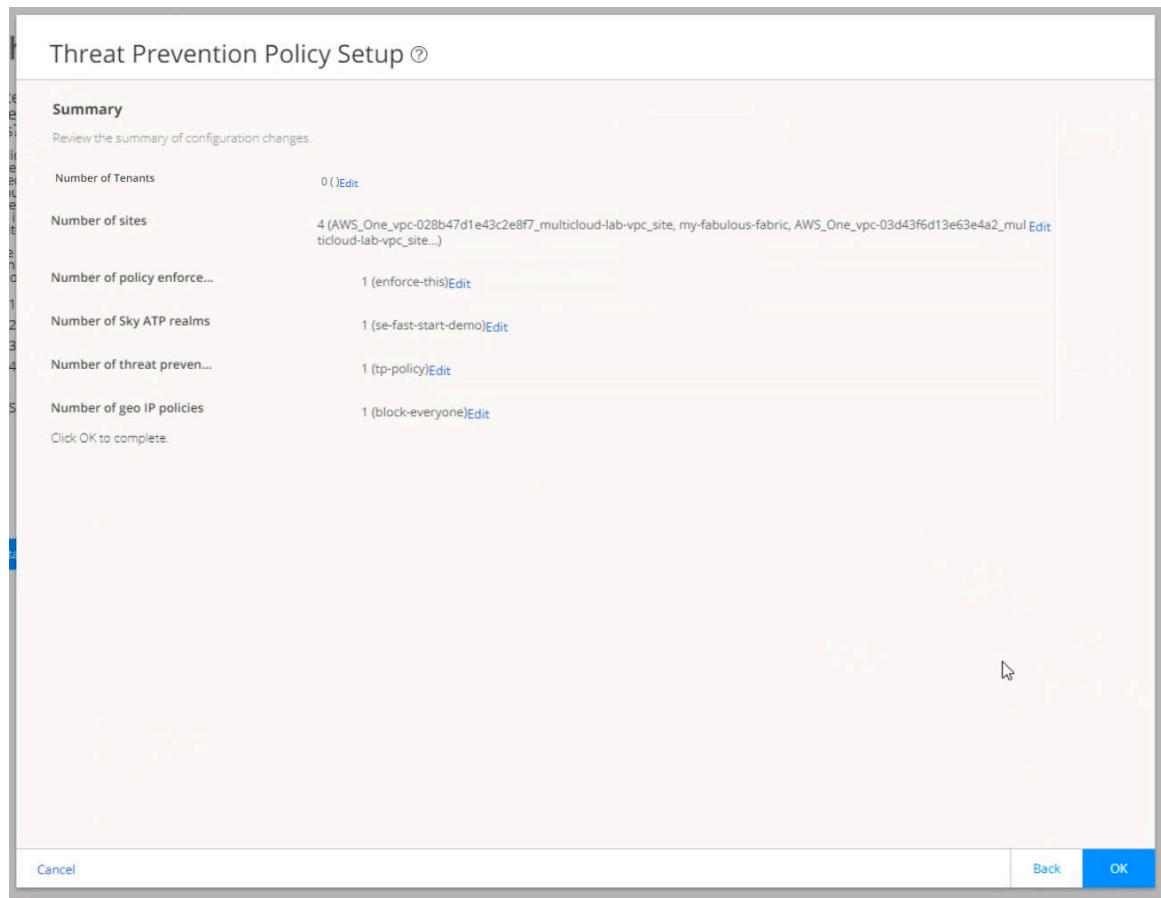 Threat Prevention Policy Setup ?
Summary
Review the summary of configuration changes.
Number of Tenants 0 ( )Edit
Number of sites 4 (AWS_One_vpc-028b47d1e43c2e8f7_multicloud-lab-vpc_site, my-fabulous-fabric, AWS_One_vpc-03d43f6d13e63e4a2_mul Edit
ticloud-lab-vpc_site...)
Number of policy enforce... 1 (enforce-this)Edit
Number of Sky ATP realms 1 (se-fast-start-demo)Edit
Number of threat preven... 1 (tp-policy)Edit
Number of geo IP policies 1 (block-everyone)Edit
Click OK to complete.
Cancel Back OK